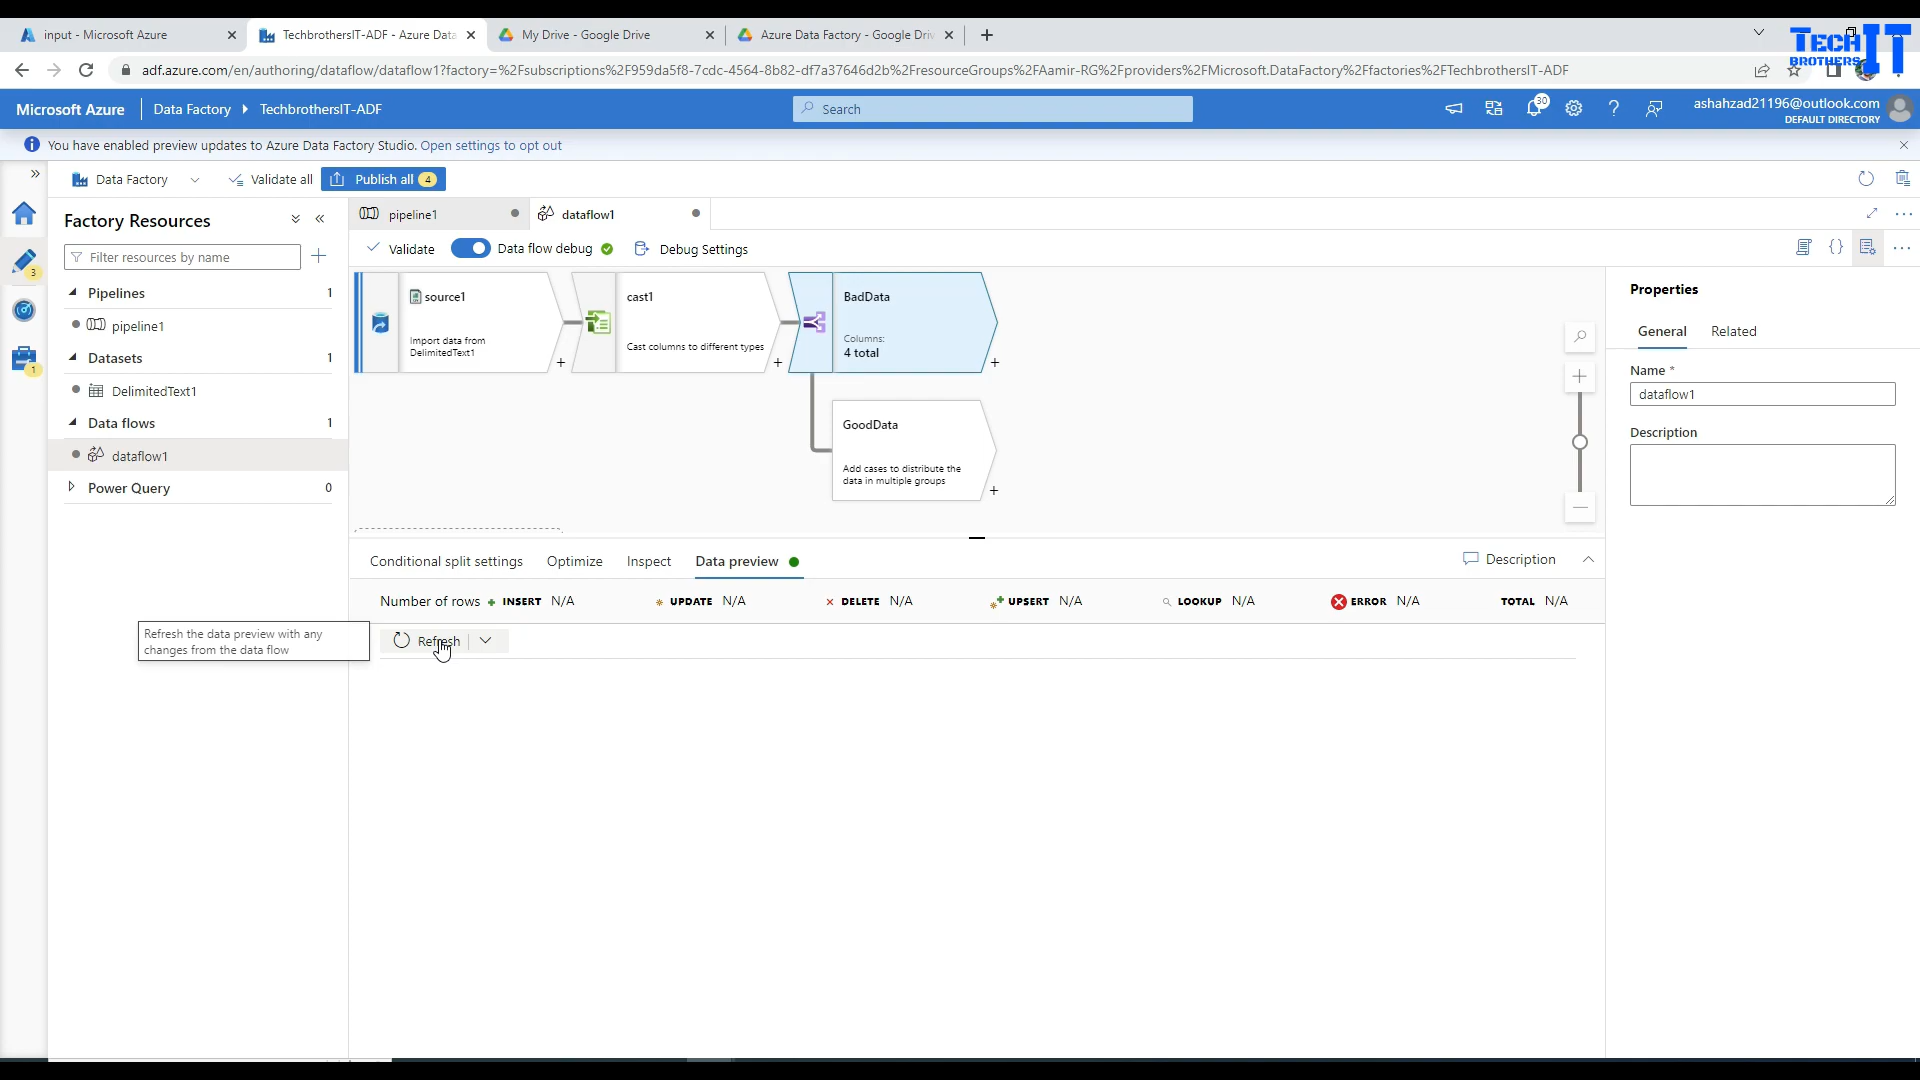 input - Microsoft Azure
TechbrothersIT-ADF - Azure Data
My Drive - Google Drive
Azure Data Factory - Google Driv
TECH IT
BROTHERS
adf.azure.com/en/authoring/dataflow/dataflow1?factory=%2Fsubscriptions%2F959da5f8-7cdc-4564-8b82-df7a37646d2b%2FresourceGroups%2FAamir-RG%2Fproviders%2FMicrosoft.DataFactory%2Ffactories%2FTechbrothersIT-ADF
Microsoft Azure
Data Factory
TechbrothersIT-ADF
Search
30
ashahzad21196@outlook.com
DEFAULT DIRECTORY
You have enabled preview updates to Azure Data Factory Studio. Open settings to opt out
Data Factory
Validate all
Publish all 4
Factory Resources
Filter resources by name
3
1
Pipelines 1
pipeline1
Datasets 1
DelimitedText1
Data flows 1
dataflow1
Power Query 0
pipeline1
dataflow1
Validate
Data flow debug
Debug Settings
source1
Import data from
DelimitedText1
cast1
Cast columns to different types
BadData
Columns:
4 total
GoodData
Add cases to distribute the
data in multiple groups
Properties
General
Related
Name *
dataflow1
Description
Conditional split settings
Optimize
Inspect
Data preview
Description
Number of rows
INSERT N/A
UPDATE N/A
DELETE N/A
UPSERT N/A
LOOKUP N/A
ERROR N/A
TOTAL N/A
Refresh
Refresh the data preview with any
changes from the data flow